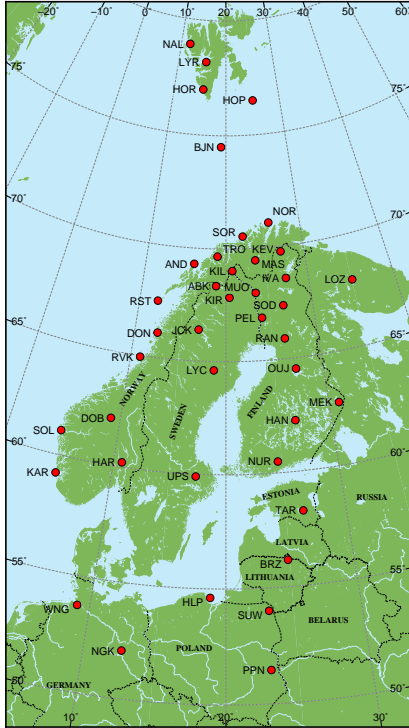 -20° -10° 0° 10° 20° 30° 40° 50° 60°
NAL
75°
LYR
HOR
HOP
75°
BJN
70°
70°
NOR
SOR
TRO
KEV
AND
MAS
KIL
IVA
LOZ
ABK
MUO
RST
KIR
SOD
65°
PEL
65°
DON
JCK
RAN
RVK
LYC
OUJ
NORWAY
MEK
FINLAND
SWEDEN
DOB
HAN
SOL
60°
60°
HAR
NUR
KAR
UPS
ESTONIA
RUSSIA
TAR
LATVIA
55°
BRZ
55°
LITHUANIA
HLP
WNG
SUW
BELARUS
NGK
POLAND
PPN
GERMANY
50°
50°
10° 20° 30°